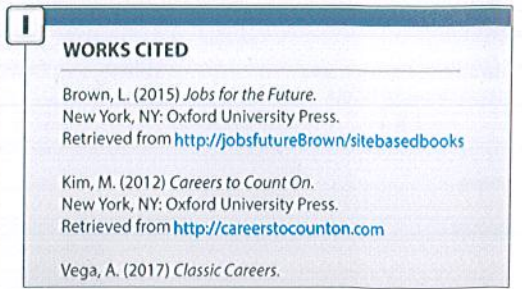 I
WORKS CITED
Brown, L. (2015) Jobs for the Future.
New York, NY: Oxford University Press.
Retrieved from http://jobsfutureBrown/sitebasedbooks
Kim, M. (2012) Careers to Count On.
New York, NY: Oxford University Press.
Retrieved from http://careerstocounton.com
Vega, A. (2017) Classic Careers.